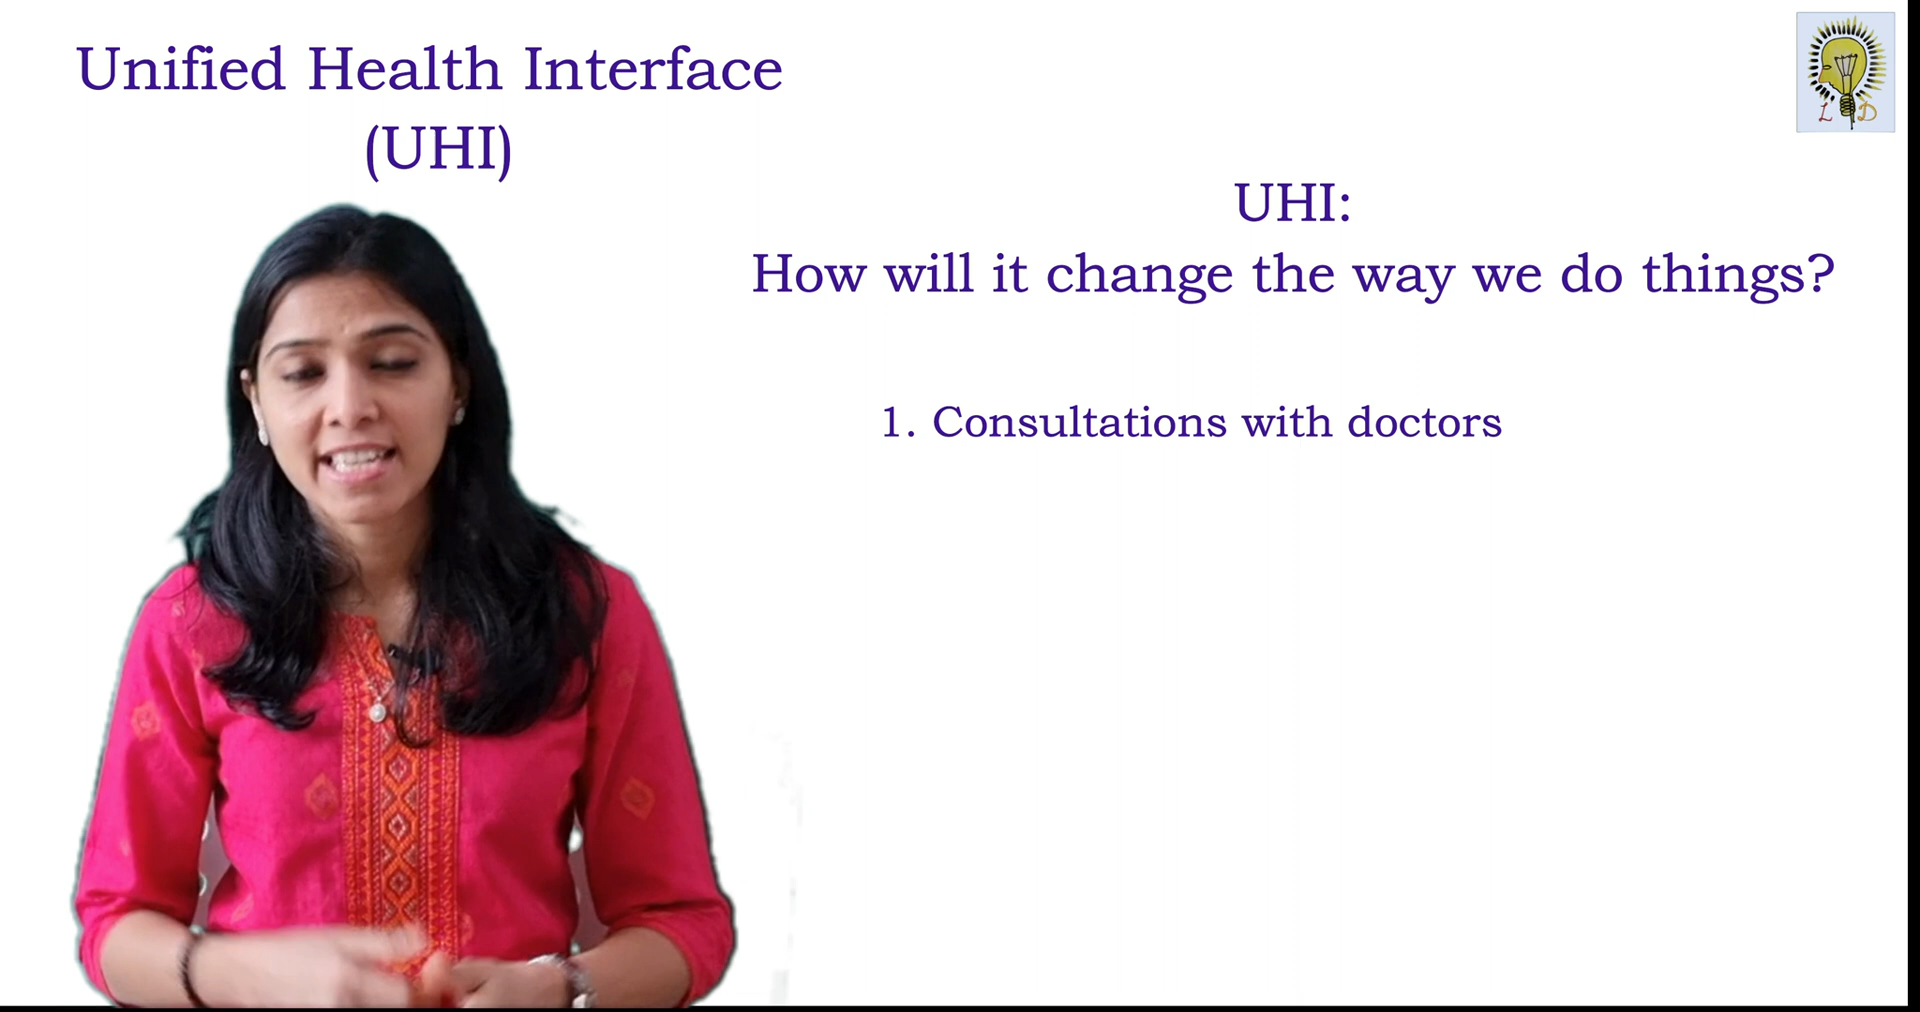 Unified Health Interface
(UHI)
UHI:
How will it change the way we do things?
1. Consultations with doctors
L D